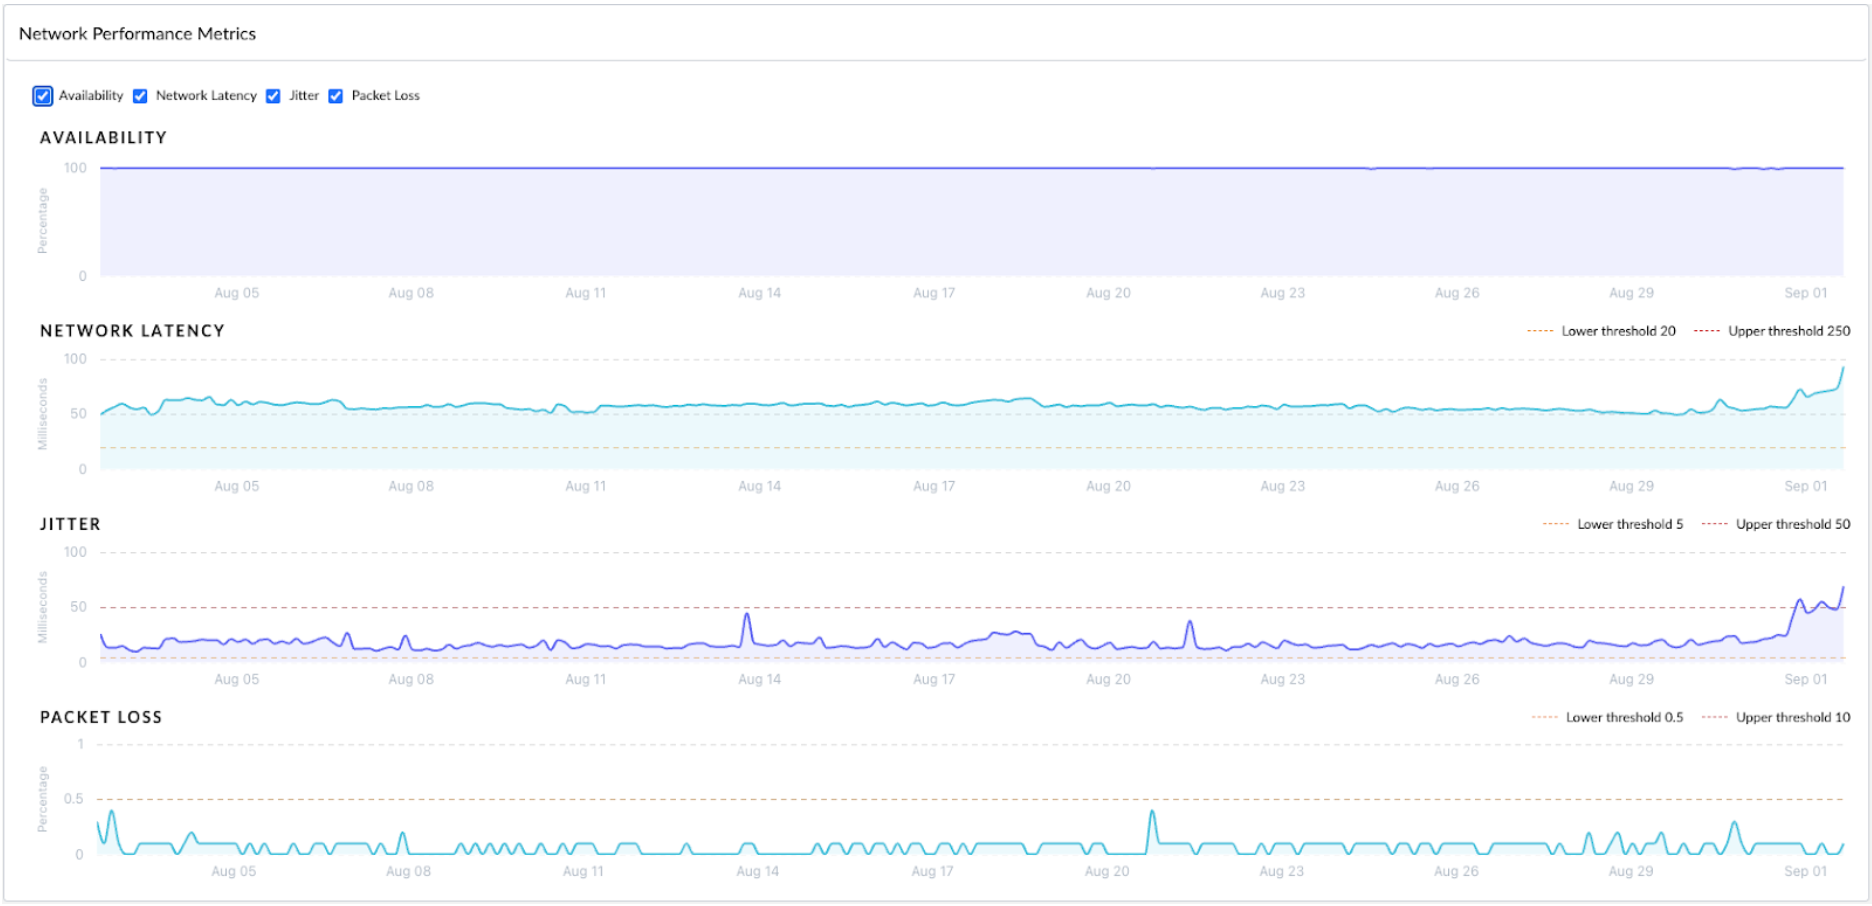 Network Performance Metrics
Availability Network Latency Jitter Packet Loss
AVAILABILITY
100
Percentage
0
Aug 05 Aug 08 Aug 11 Aug 14 Aug 17 Aug 20 Aug 23 Aug 26 Aug 29 Sep 01
NETWORK LATENCY
Lower threshold 20 Upper threshold 250
100
Milliseconds
50
0
Aug 05 Aug 08 Aug 11 Aug 14 Aug 17 Aug 20 Aug 23 Aug 26 Aug 29 Sep 01
JITTER
Lower threshold 5 Upper threshold 50
100
Milliseconds
50
0
Aug 05 Aug 08 Aug 11 Aug 14 Aug 17 Aug 20 Aug 23 Aug 26 Aug 29 Sep 01
PACKET LOSS
Lower threshold 0.5 Upper threshold 10
1
Percentage
0.5
0
Aug 05 Aug 08 Aug 11 Aug 14 Aug 17 Aug 20 Aug 23 Aug 26 Aug 29 Sep 01